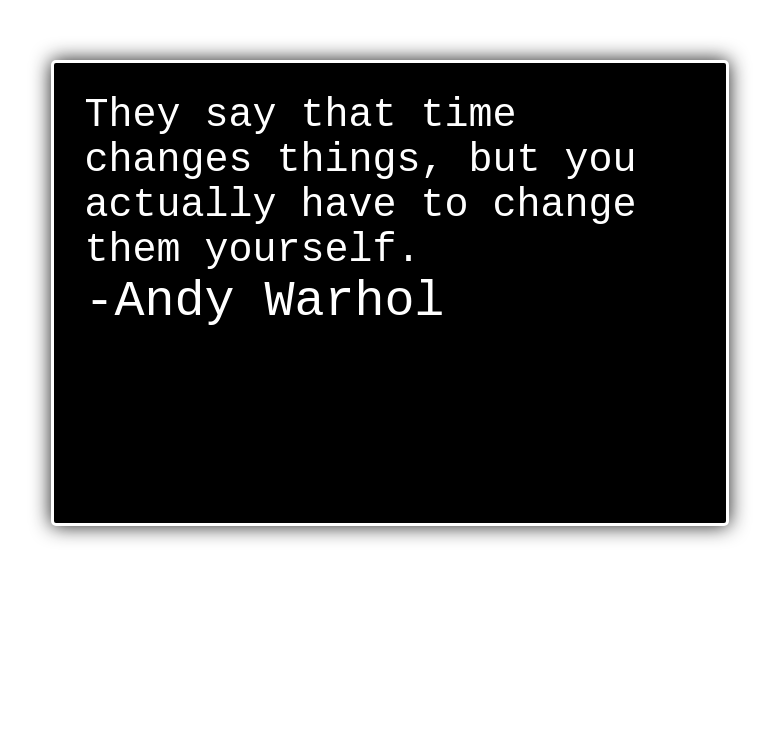 They say that time
changes things, but you
actually have to change
them yourself.
-Andy Warhol